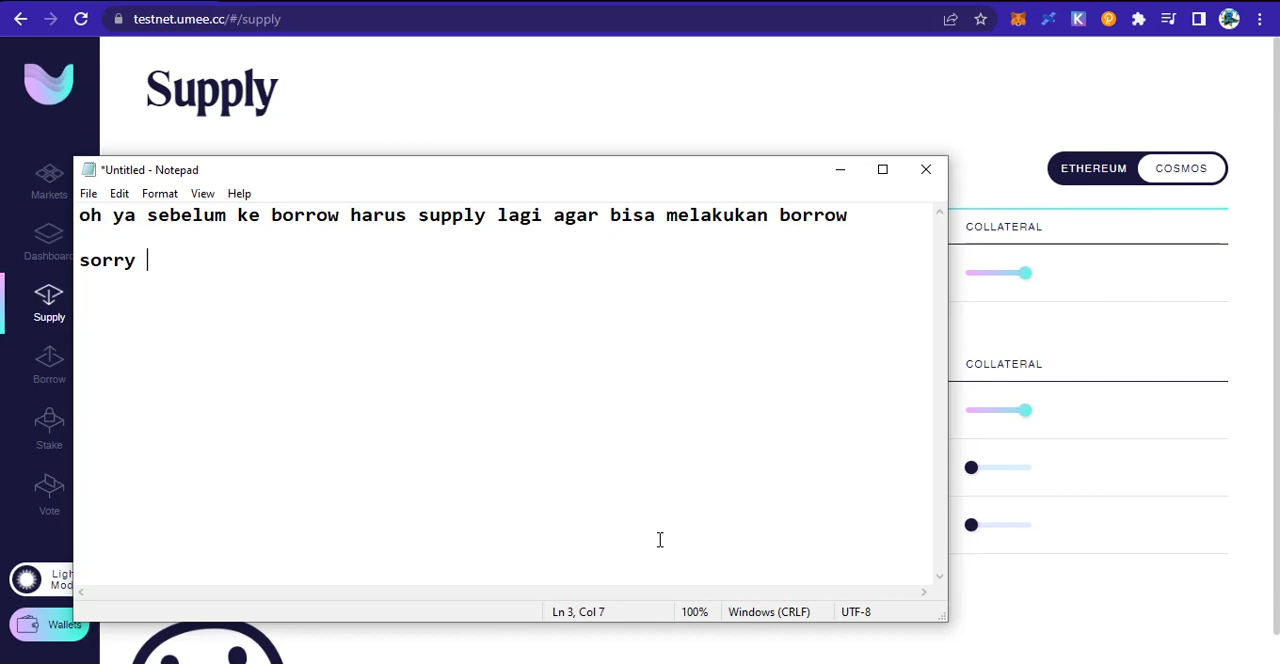 testnet.umee.cc/#/supply
Supply
ETHEREUM COSMOS
*Untitled - Notepad
File Edit Format View Help
oh ya sebelum ke borrow harus supply lagi agar bisa melakukan borrow
sorry
Markets
Dashboard
Supply
Borrow
Stake
Vote
Wallets
COLLATERAL
COLLATERAL
Ln 3, Col 7 100% Windows (CRLF) UTF-8